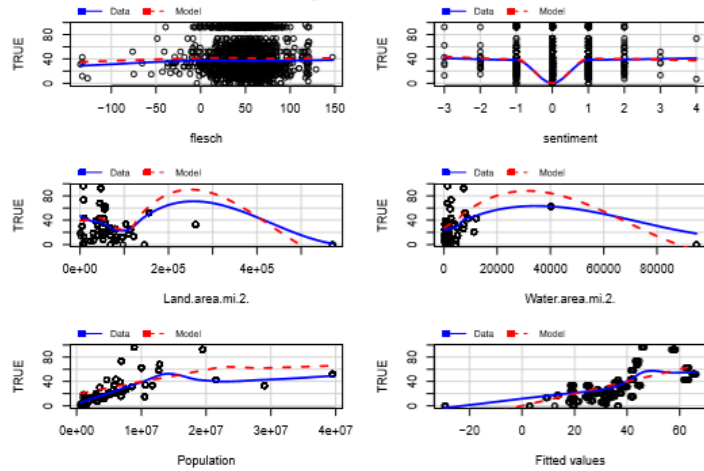 Data Model Data Model
TRUE 0 40 80 TRUE 0 40 80
−100 −50 0 50 100 150 −3 −2 −1 0 1 2 3 4
flesch sentiment
Data Model Data Model
TRUE 0 40 80 TRUE 0 40 80
0e+00 2e+05 4e+05 0 20000 40000 60000 80000
Land.area.mi.2. Water.area.mi.2.
Data Model Data Model
TRUE 0 40 80 TRUE 0 40 80
0e+00 1e+07 2e+07 3e+07 4e+07 −20 0 20 40 60
Population Fitted values